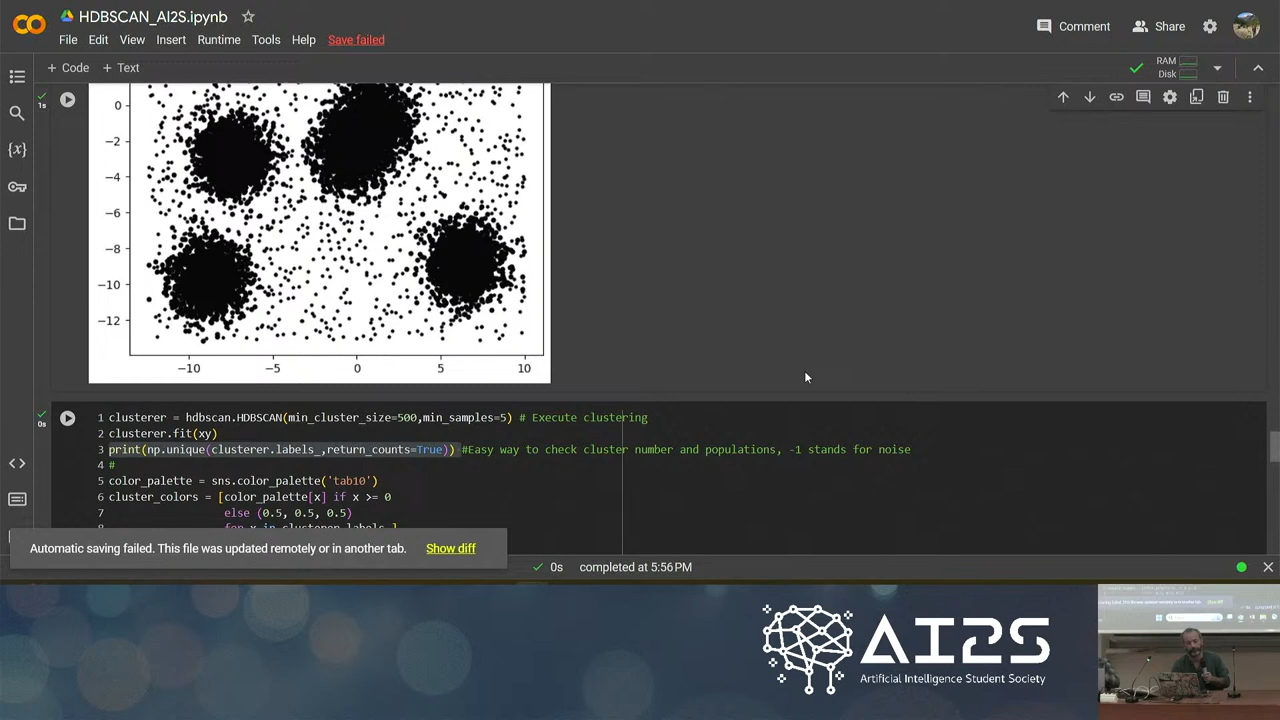 HDBSCAN_AI2S.ipynb
File Edit View Insert Runtime Tools Help Save failed
Comment Share
+ Code + Text
RAM
Disk
1s
0
−2
−4
−6
−8
−10
−12
−10 −5 0 5 10
0s
1 clusterer = hdbscan.HDBSCAN(min_cluster_size=500,min_samples=5) # Execute clustering
2 clusterer.fit(xy)
3 print(np.unique(clusterer.labels_,return_counts=True)) #Easy way to check cluster number and populations, -1 stands for noise
4 #
5 color_palette = sns.color_palette('tab10')
6 cluster_colors = [color_palette[x] if x >= 0
7 else (0.5, 0.5, 0.5)
Automatic saving failed. This file was updated remotely or in another tab. Show diff
0s completed at 5:56 PM
AI2S
Artificial Intelligence Student Society